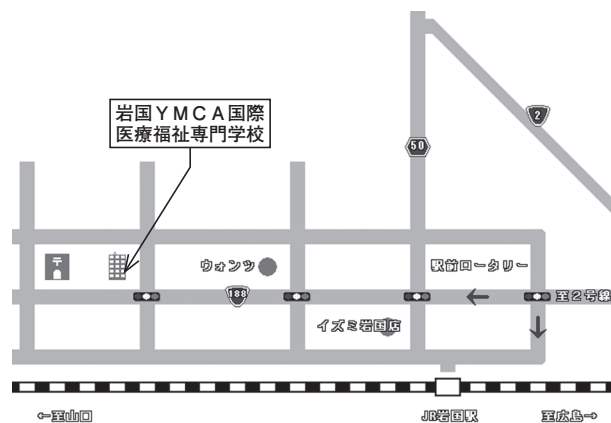 2
岩国YMCA国際
医療福祉専門学校
50
〒
ウォンツ
駅前ロータリー
188
至2号線
イズミ岩国店
←至山口
JR岩国駅
至広島→